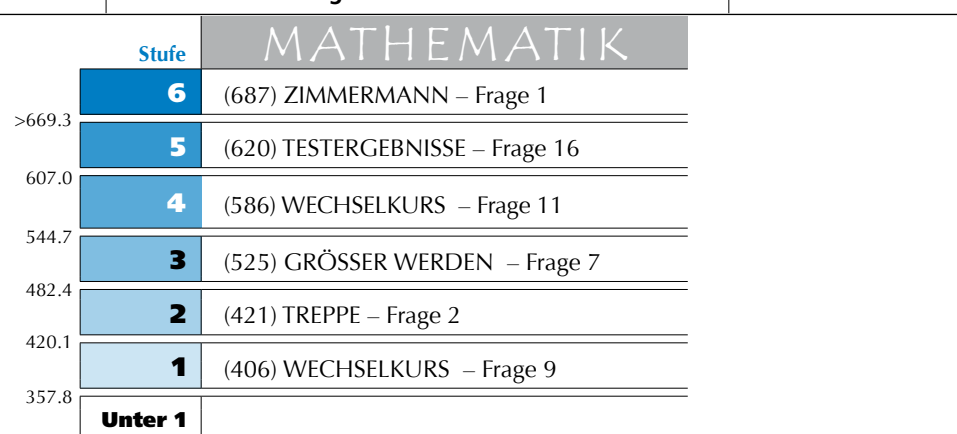 Stufe MATHEMATIK
6 (687) ZIMMERMANN – Frage 1
>669.3
5 (620) TESTERGEBNISSE – Frage 16
607.0
4 (586) WECHSELKURS – Frage 11
544.7
3 (525) GRÖSSER WERDEN – Frage 7
482.4
2 (421) TREPPE – Frage 2
420.1
1 (406) WECHSELKURS – Frage 9
357.8
Unter 1